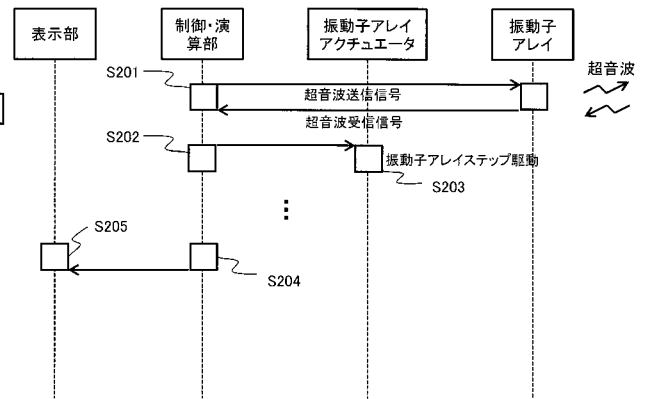 表示部
制御・演
算部
振動子アレイ
アクチュエータ
振動子
アレイ
超音波
S201
超音波送信信号
超音波受信信号
S202
振動子アレイステップ駆動
S203
S205
S204